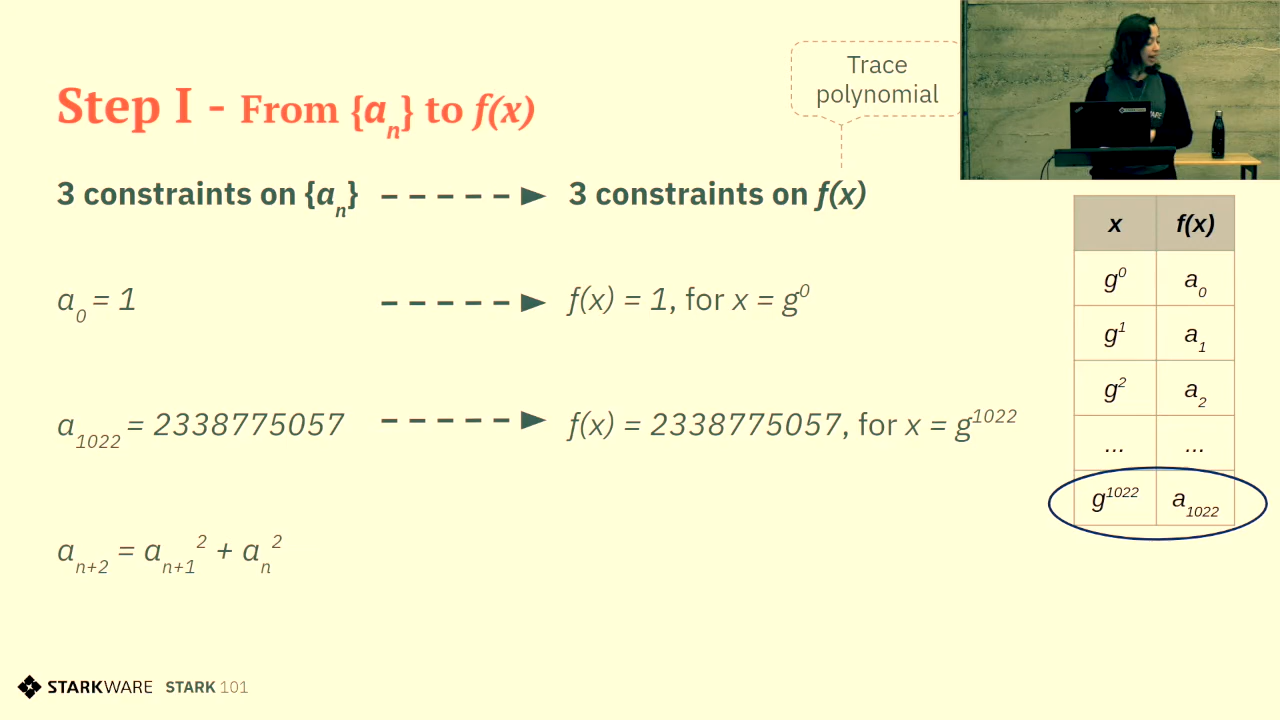 Trace
polynomial
Step I - From {aₙ} to f(x)
3 constraints on {aₙ} 3 constraints on f(x)
a₀ = 1 f(x) = 1, for x = g⁰
a₁₀₂₂ = 2338775057 f(x) = 2338775057, for x = g¹⁰²²
aₙ₊₂ = aₙ₊₁² + aₙ²
x f(x)
g⁰ a₀
g¹ a₁
g² a₂
... ...
g¹⁰²² a₁₀₂₂
STARKWARE STARK 101